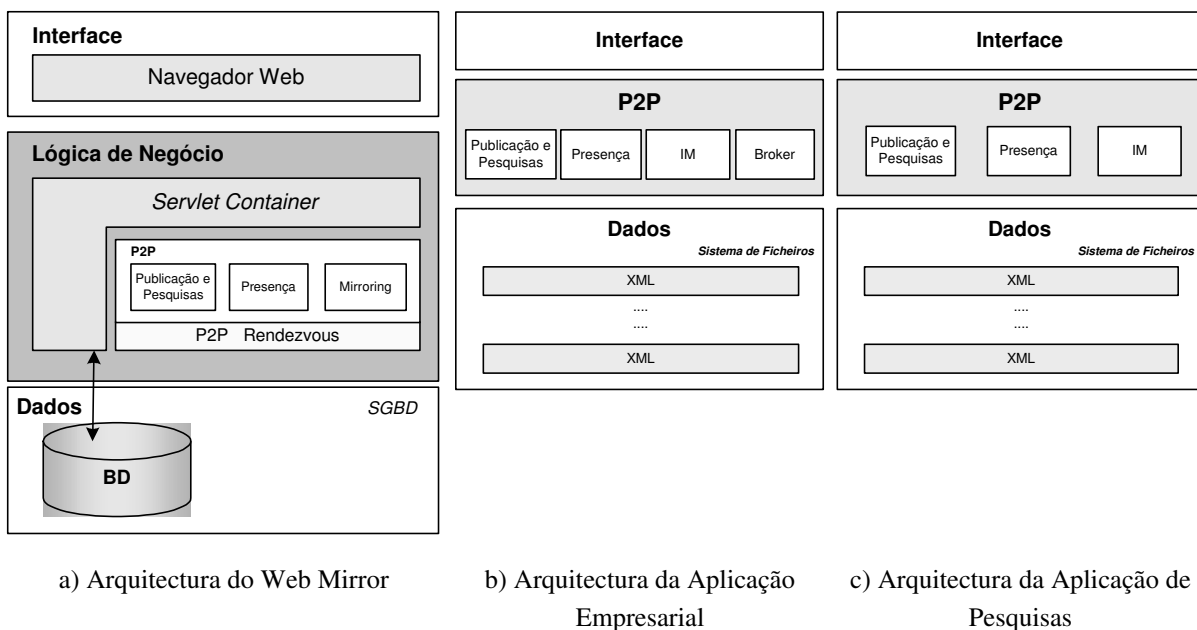 Interface
Navegador Web
Lógica de Negócio
Servlet Container
P2P
Publicação e
Pesquisas
Presença
Mirroring
P2P Rendezvous
Dados
SGBD
BD
a) Arquitectura do Web Mirror
Interface
P2P
Publicação e
Pesquisas
Presença
IM
Broker
Dados
Sistema de Ficheiros
XML
....
....
XML
b) Arquitectura da Aplicação
Empresarial
Interface
P2P
Publicação e
Pesquisas
Presença
IM
Dados
Sistema de Ficheiros
XML
....
....
XML
c) Arquitectura da Aplicação de
Pesquisas